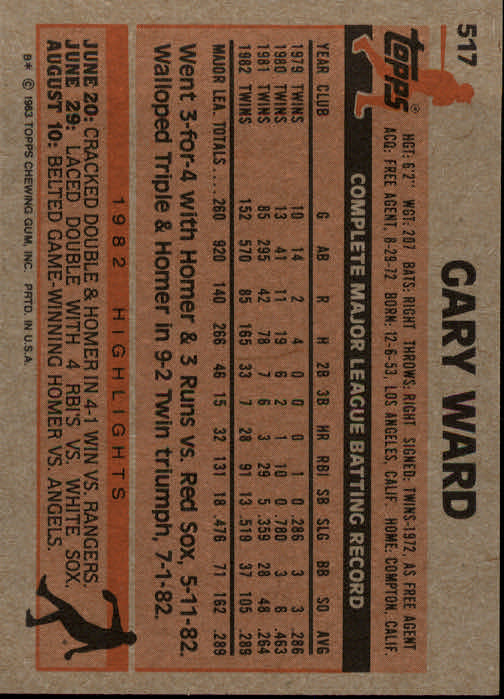 517
topps®
GARY WARD
HGT: 6'2" WGT: 207 BATS: RIGHT THROWS: RIGHT SIGNED: TWINS-1972, AS FREE AGENT
ACQ: FREE AGENT, 8-29-72 BORN: 12-6-53, LOS ANGELES, CALIF. HOME: COMPTON, CALIF.
COMPLETE MAJOR LEAGUE BATTING RECORD
YEAR CLUB G AB R H 2B 3B HR RBI SB SLG BB SO AVG
1979 TWINS 10 14 2 4 0 0 0 1 0 .286 3 3 .286
1980 TWINS 13 41 11 19 6 2 1 10 0 .780 3 6 .463
1981 TWINS 85 295 42 78 7 6 3 29 5 .359 28 48 .264
1982 TWINS 152 570 85 165 33 7 28 91 13 .519 37 105 .289
MAJOR LEA. TOTALS .... 260 920 140 266 46 15 32 131 18 .476 71 162 .289
Went 3-for-4 with Homer & 3 Runs vs. Red Sox, 5-11-82.
Walloped Triple & Homer in 9-2 Twin triumph, 7-1-82.
1982 HIGHLIGHTS
JUNE 20: CRACKED DOUBLE & HOMER IN 4-1 WIN VS. RANGERS.
JUNE 29: LACED DOUBLE WITH 4 RBI'S VS. WHITE SOX.
AUGUST 10: BELTED GAME-WINNING HOMER VS. ANGELS.
B* © 1983 TOPPS CHEWING GUM, INC. PRTD. IN U.S.A.